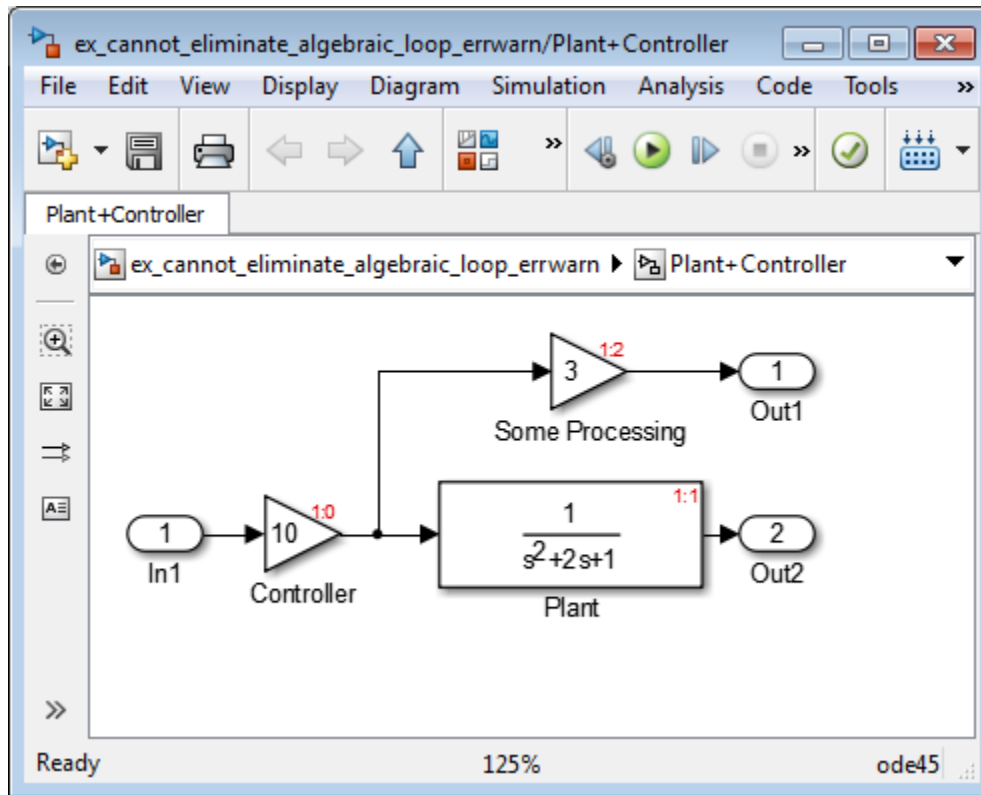 ex_cannot_eliminate_algebraic_loop_errwarn/Plant+Controller
File Edit View Display Diagram Simulation Analysis Code Tools »
» »
Plant+Controller
ex_cannot_eliminate_algebraic_loop_errwarn Plant+Controller
3 1:2
1
Some Processing
Out1
A
1
In1
10 1:0
Controller
1:1
1
s²+2s+1
Plant
2
Out2
»
Ready 125% ode45